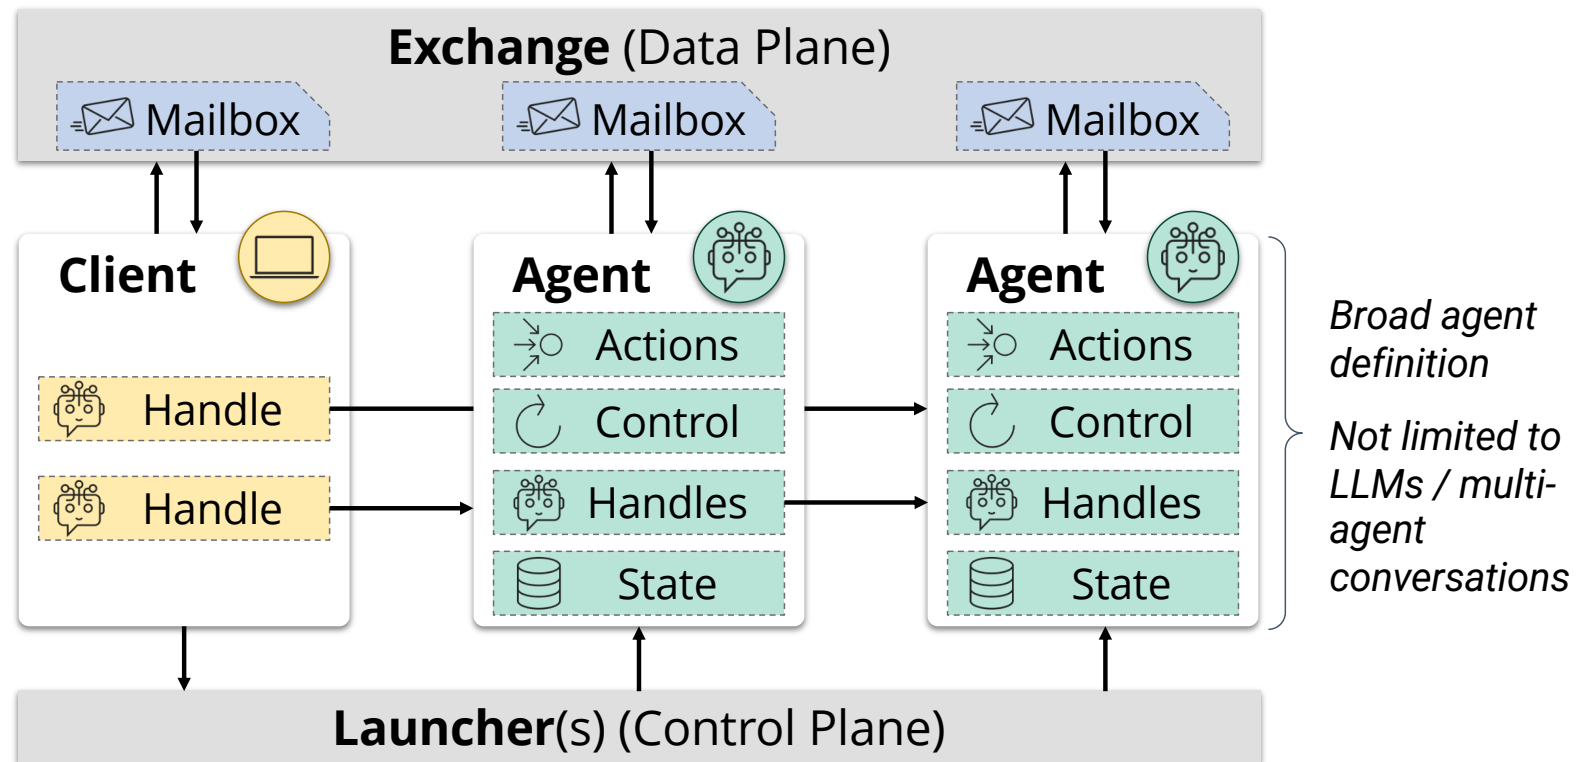 Exchange (Data Plane)
Mailbox
Mailbox
Mailbox
Client
Handle
Handle
Agent
Actions
Control
Handles
State
Agent
Actions
Control
Handles
State
Broad agent
definition
Not limited to
LLMs / multi-
agent
conversations
Launcher(s) (Control Plane)